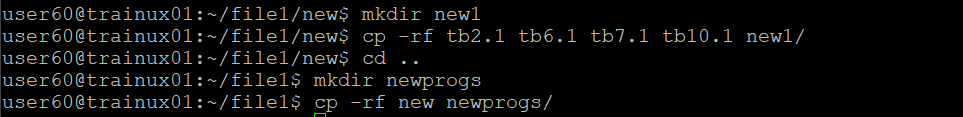 user60@trainux01:~/file1/new$ mkdir new1
user60@trainux01:~/file1/new$ cp -rf tb2.1 tb6.1 tb7.1 tb10.1 new1/
user60@trainux01:~/file1/new$ cd ..
user60@trainux01:~/file1$ mkdir newprogs
user60@trainux01:~/file1$ cp -rf new newprogs/